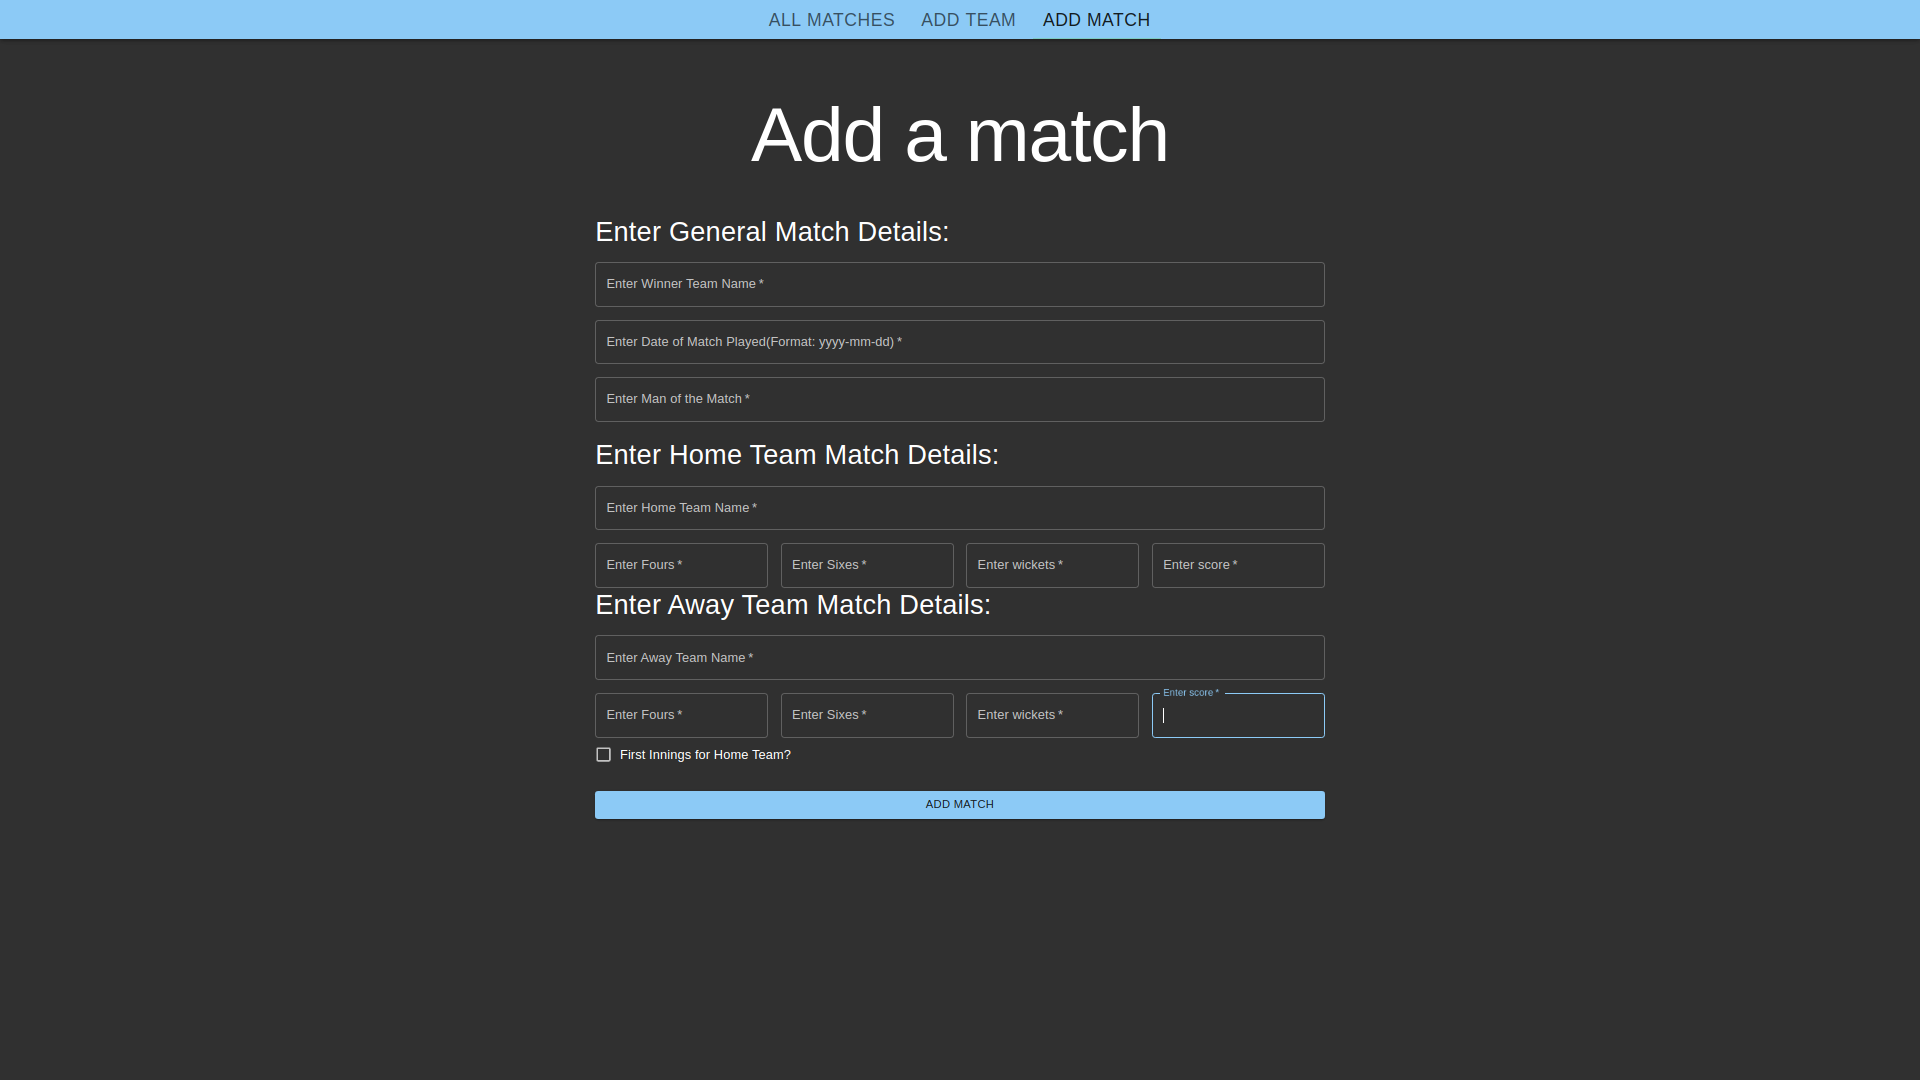 ALL MATCHES ADD TEAM ADD MATCH
Add a match
Enter General Match Details:
Enter Winner Team Name *
Enter Date of Match Played(Format: yyyy-mm-dd) *
Enter Man of the Match *
Enter Home Team Match Details:
Enter Home Team Name *
Enter Fours * Enter Sixes * Enter wickets * Enter score *
Enter Away Team Match Details:
Enter Away Team Name *
Enter Fours * Enter Sixes * Enter wickets * Enter score *
First Innings for Home Team?
ADD MATCH